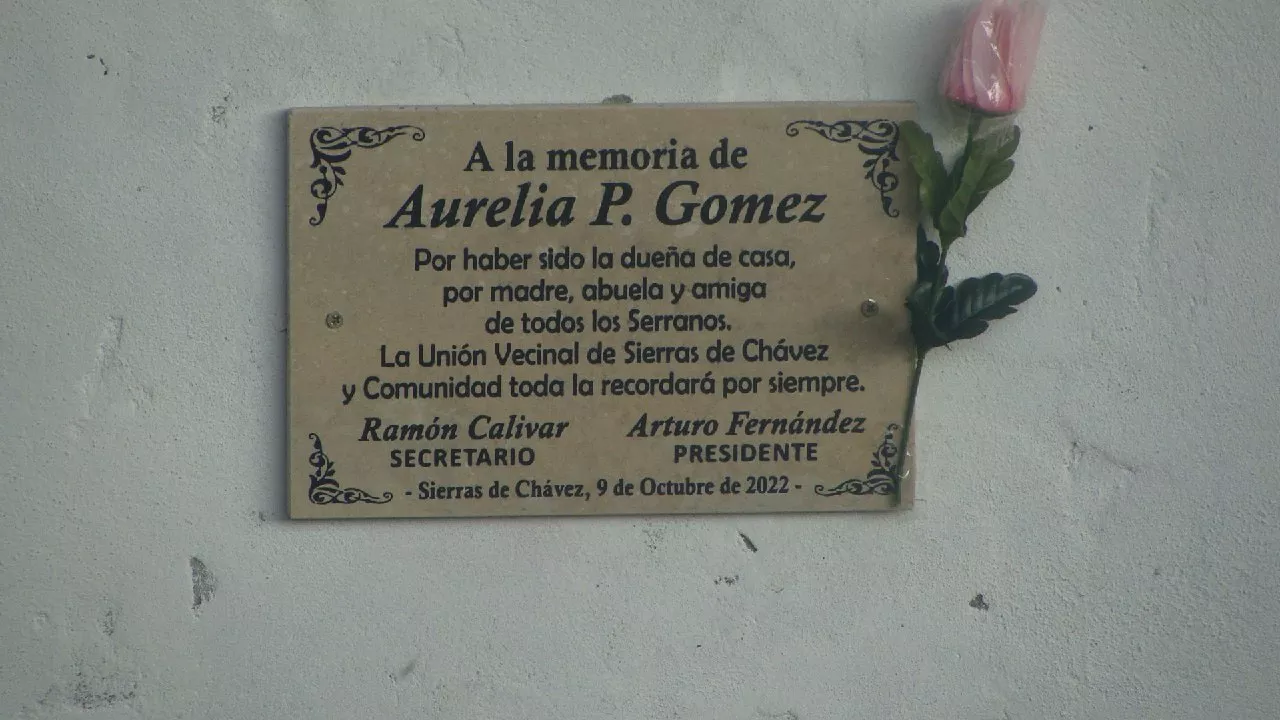 A la memoria de
Aurelia P. Gomez
Por haber sido la dueña de casa,
por madre, abuela y amiga
de todos los Serranos.
La Unión Vecinal de Sierras de Chávez
y Comunidad toda la recordará por siempre.
Ramón Calivar Arturo Fernández
SECRETARIO PRESIDENTE
- Sierras de Chávez, 9 de Octubre de 2022 -